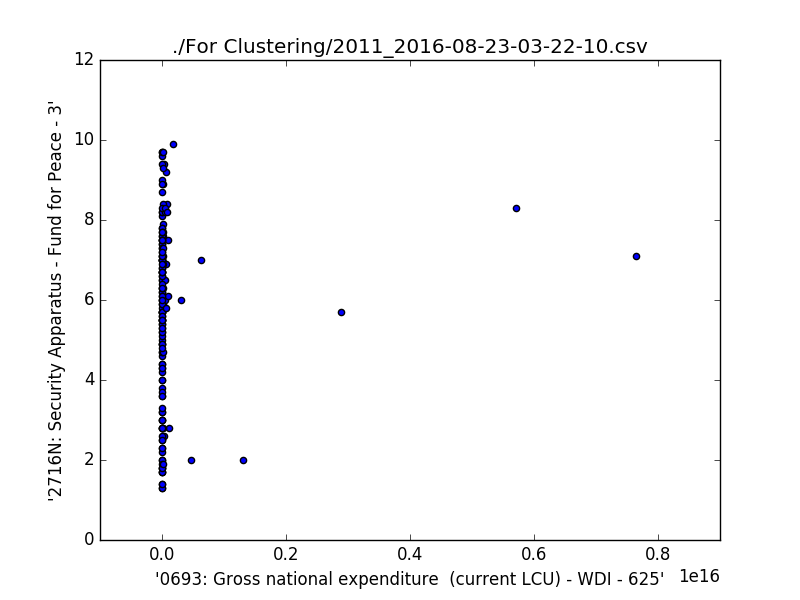 ./For Clustering/2011_2016-08-23-03-22-10.csv
12
10
8
6
4
2
0
'2716N: Security Apparatus - Fund for Peace - 3'
0.0 0.2 0.4 0.6 0.8
1e16
'0693: Gross national expenditure  (current LCU) - WDI - 625'